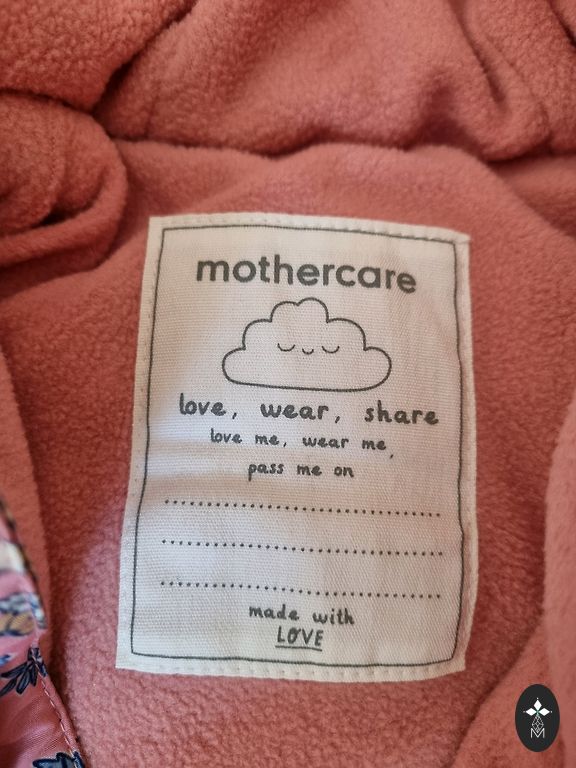 mothercare
love, wear, share
love me, wear me,
pass me on
made with
LOVE